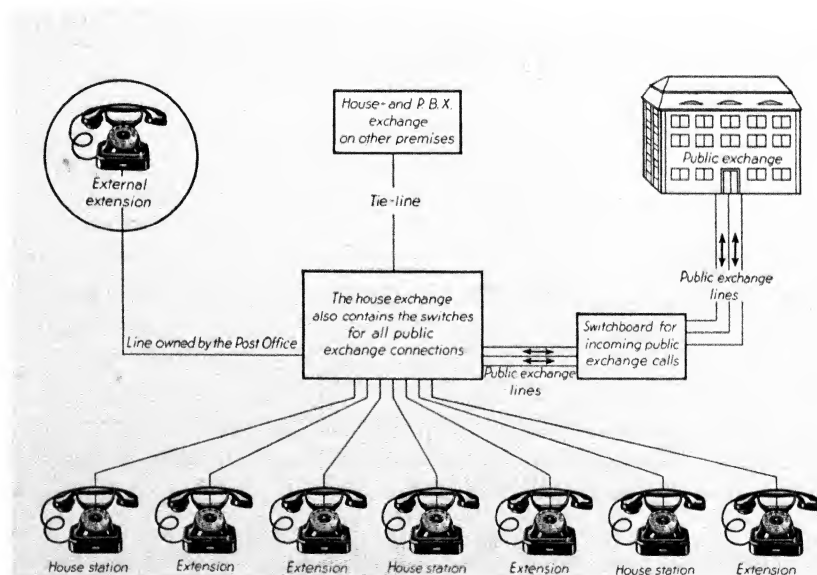 House- and P.B.X.
exchange
on other premises
Public exchange
External
extension
Tie-line
Public exchange
lines
The house exchange
also contains the switches
for all public
exchange connections
Switchboard for
incoming public
exchange calls
Line owned by the Post Office
Public exchange
lines
House station
Extension
Extension
House station
Extension
House station
Extension